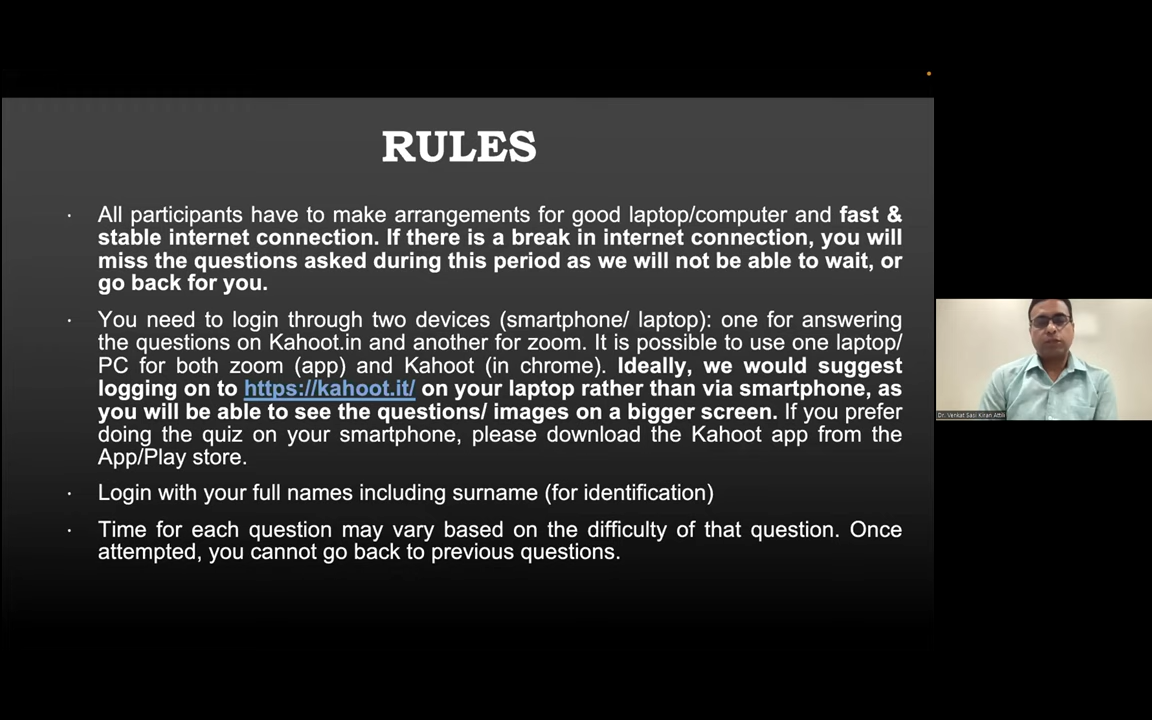 RULES
· All participants have to make arrangements for good laptop/computer and fast &
stable internet connection. If there is a break in internet connection, you will
miss the questions asked during this period as we will not be able to wait, or
go back for you.
· You need to login through two devices (smartphone/ laptop): one for answering
the questions on Kahoot.in and another for zoom. It is possible to use one laptop/
PC for both zoom (app) and Kahoot (in chrome). Ideally, we would suggest
logging on to https://kahoot.it/ on your laptop rather than via smartphone, as
you will be able to see the questions/ images on a bigger screen. If you prefer
doing the quiz on your smartphone, please download the Kahoot app from the
App/Play store.
· Login with your full names including surname (for identification)
· Time for each question may vary based on the difficulty of that question. Once
attempted, you cannot go back to previous questions.
Dr. Venkat Sasi Kiran Attili